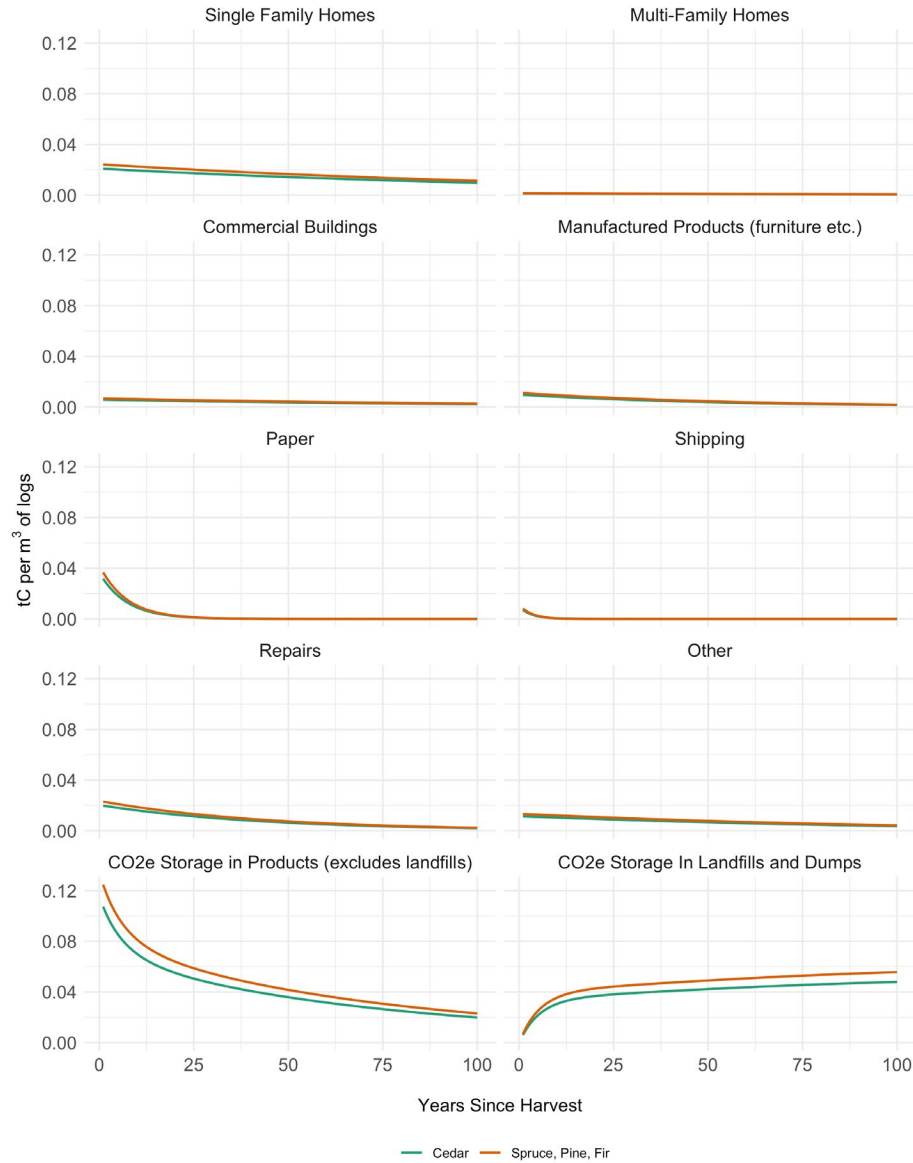 Single Family Homes
Multi-Family Homes
0.12
0.08
0.04
0.00
Commercial Buildings
Manufactured Products (furniture etc.)
0.12
0.08
0.04
0.00
Paper
Shipping
0.12
0.08
0.04
0.00
tC per m³ of logs
Repairs
Other
0.12
0.08
0.04
0.00
CO2e Storage in Products (excludes landfills)
CO2e Storage In Landfills and Dumps
0.12
0.08
0.04
0.00
0 25 50 75 100
0 25 50 75 100
Years Since Harvest
Cedar
Spruce, Pine, Fir